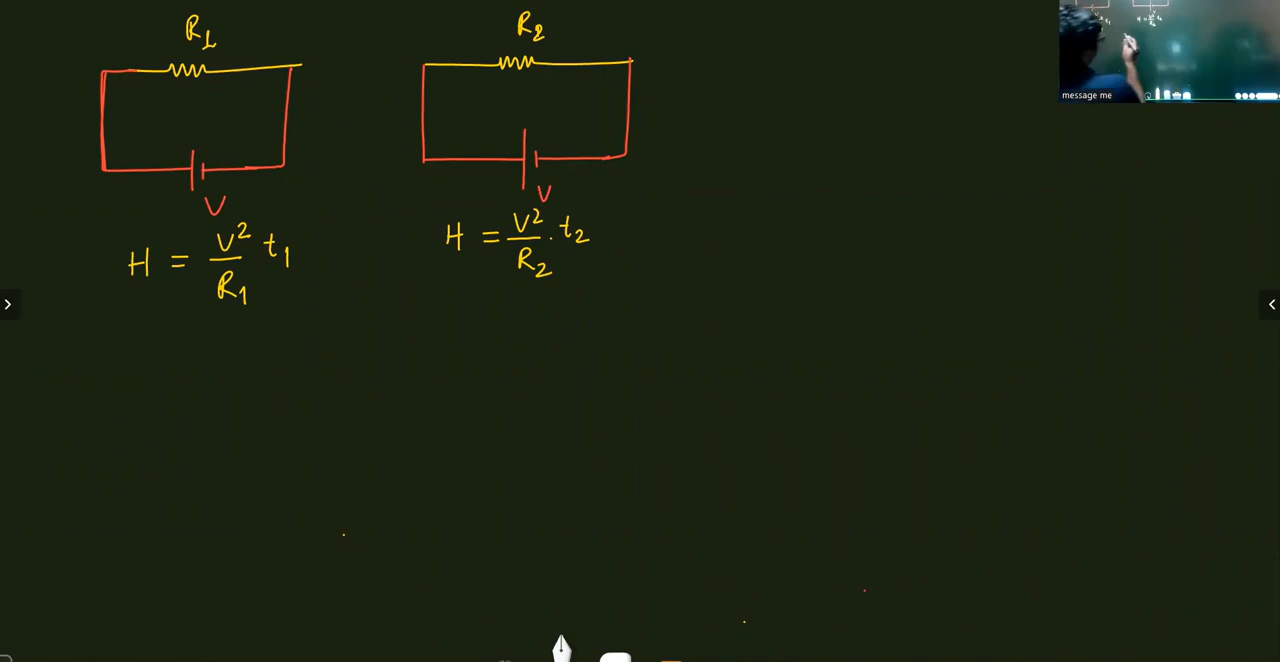 R₁
R₂
V
V
H = V²/R₁ t₁
H = V²/R₂ . t₂
message me